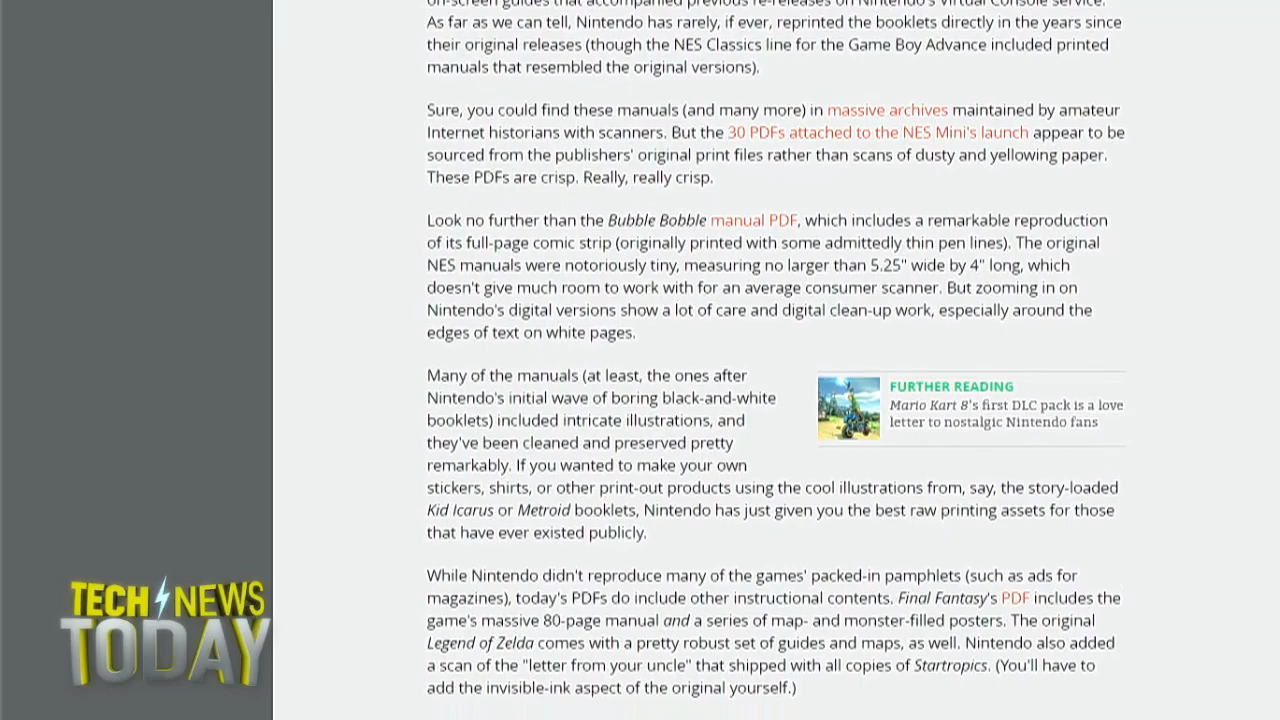 on-screen guides that accompanied previous re-releases on Nintendo's Virtual Console service.
As far as we can tell, Nintendo has rarely, if ever, reprinted the booklets directly in the years since
their original releases (though the NES Classics line for the Game Boy Advance included printed
manuals that resembled the original versions).
Sure, you could find these manuals (and many more) in massive archives maintained by amateur
Internet historians with scanners. But the 30 PDFs attached to the NES Mini's launch appear to be
sourced from the publishers' original print files rather than scans of dusty and yellowing paper.
These PDFs are crisp. Really, really crisp.
Look no further than the Bubble Bobble manual PDF, which includes a remarkable reproduction
of its full-page comic strip (originally printed with some admittedly thin pen lines). The original
NES manuals were notoriously tiny, measuring no larger than 5.25" wide by 4" long, which
doesn't give much room to work with for an average consumer scanner. But zooming in on
Nintendo's digital versions show a lot of care and digital clean-up work, especially around the
edges of text on white pages.
Many of the manuals (at least, the ones after
Nintendo's initial wave of boring black-and-white
booklets) included intricate illustrations, and
they've been cleaned and preserved pretty
remarkably. If you wanted to make your own
stickers, shirts, or other print-out products using the cool illustrations from, say, the story-loaded
Kid Icarus or Metroid booklets, Nintendo has just given you the best raw printing assets for those
that have ever existed publicly.
FURTHER READING
Mario Kart 8's first DLC pack is a love
letter to nostalgic Nintendo fans
While Nintendo didn't reproduce many of the games' packed-in pamphlets (such as ads for
magazines), today's PDFs do include other instructional contents. Final Fantasy's PDF includes the
game's massive 80-page manual and a series of map- and monster-filled posters. The original
Legend of Zelda comes with a pretty robust set of guides and maps, as well. Nintendo also added
a scan of the "letter from your uncle" that shipped with all copies of Startropics. (You'll have to
add the invisible-ink aspect of the original yourself.)
TECH NEWS
TODAY